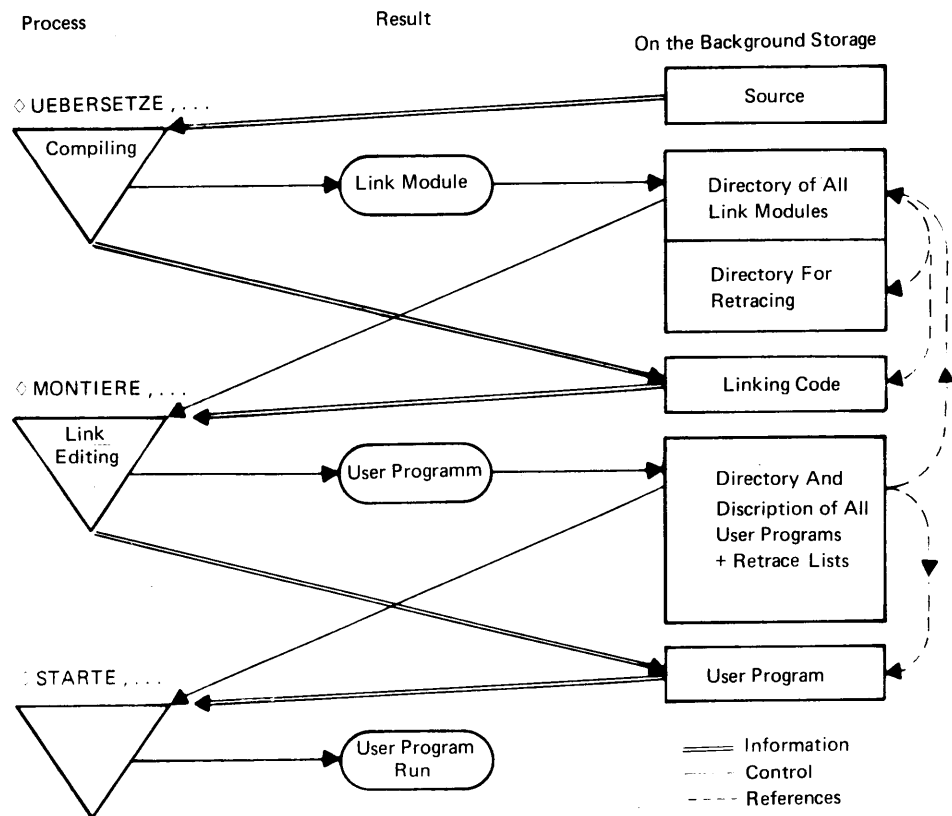 Process
Result
On the Background Storage
Source
◇ UEBERSETZE , . . .
Compiling
Link Module
Directory of All
Link Modules
Directory For
Retracing
Linking Code
◇ MONTIERE , . . .
Link
Editing
User Programm
Directory And
Discription of All
User Programs
+ Retrace Lists
User Program
: STARTE , . . .
User Program
Run
Information
Control
References